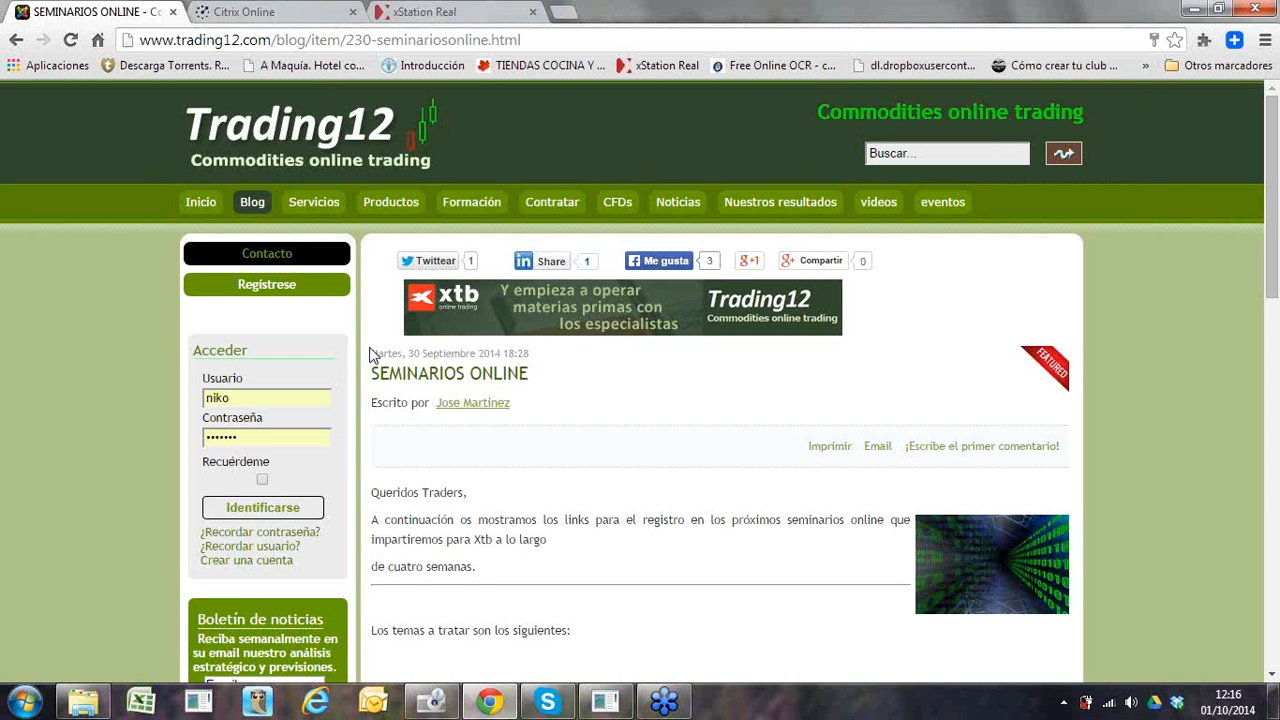 SEMINARIOS ONLINE - Co
Citrix Online
xStation Real
www.trading12.com/blog/item/230-seminariosonline.html
Aplicaciones
Descarga Torrents. R...
A Maquía. Hotel co...
Introducción
TIENDAS COCINA Y ...
xStation Real
Free Online OCR - c...
dl.dropboxusercont...
Cómo crear tu club ...
»
Otros marcadores
Trading12
Commodities online trading
Commodities online trading
Buscar...
Inicio
Blog
Servicios
Productos
Formación
Contratar
CFDs
Noticias
Nuestros resultados
videos
eventos
Contacto
Regístrese
Twittear 1
in Share 1
Me gusta 3
g+1
g+ Compartir 0
xtb
online trading
Y empieza a operar
materias primas con
los especialistas
Trading12
Commodities online trading
Acceder
Usuario
niko
Contraseña
•••••••
Recuérdeme
Identificarse
¿Recordar contraseña?
¿Recordar usuario?
Crear una cuenta
Boletín de noticias
Reciba semanalmente en
su email nuestro análisis
estratégico y previsiones.
artes, 30 Septiembre 2014 18:28
SEMINARIOS ONLINE
FEATURED
Escrito por Jose Martinez
Imprimir
Email
¡Escribe el primer comentario!
Queridos Traders,
A continuación os mostramos los links para el registro en los próximos seminarios online que
impartiremos para Xtb a lo largo
de cuatro semanas.
Los temas a tratar son los siguientes:
12:16
01/10/2014